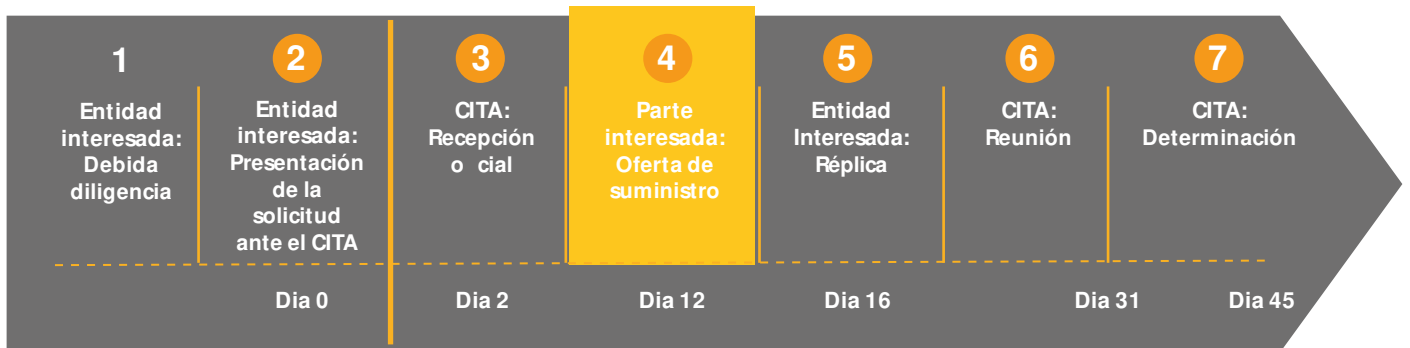 1
Entidad
interesada:
Debida
diligencia
2
Entidad
interesada:
Presentación
de la
solicitud
ante el CITA
3
CITA:
Recepción
o cial
4
Parte
interesada:
Oferta de
suministro
5
Entidad
Interesada:
Réplica
6
CITA:
Reunión
7
CITA:
Determinación
Dia 0
Dia 2
Dia 12
Dia 16
Dia 31
Dia 45